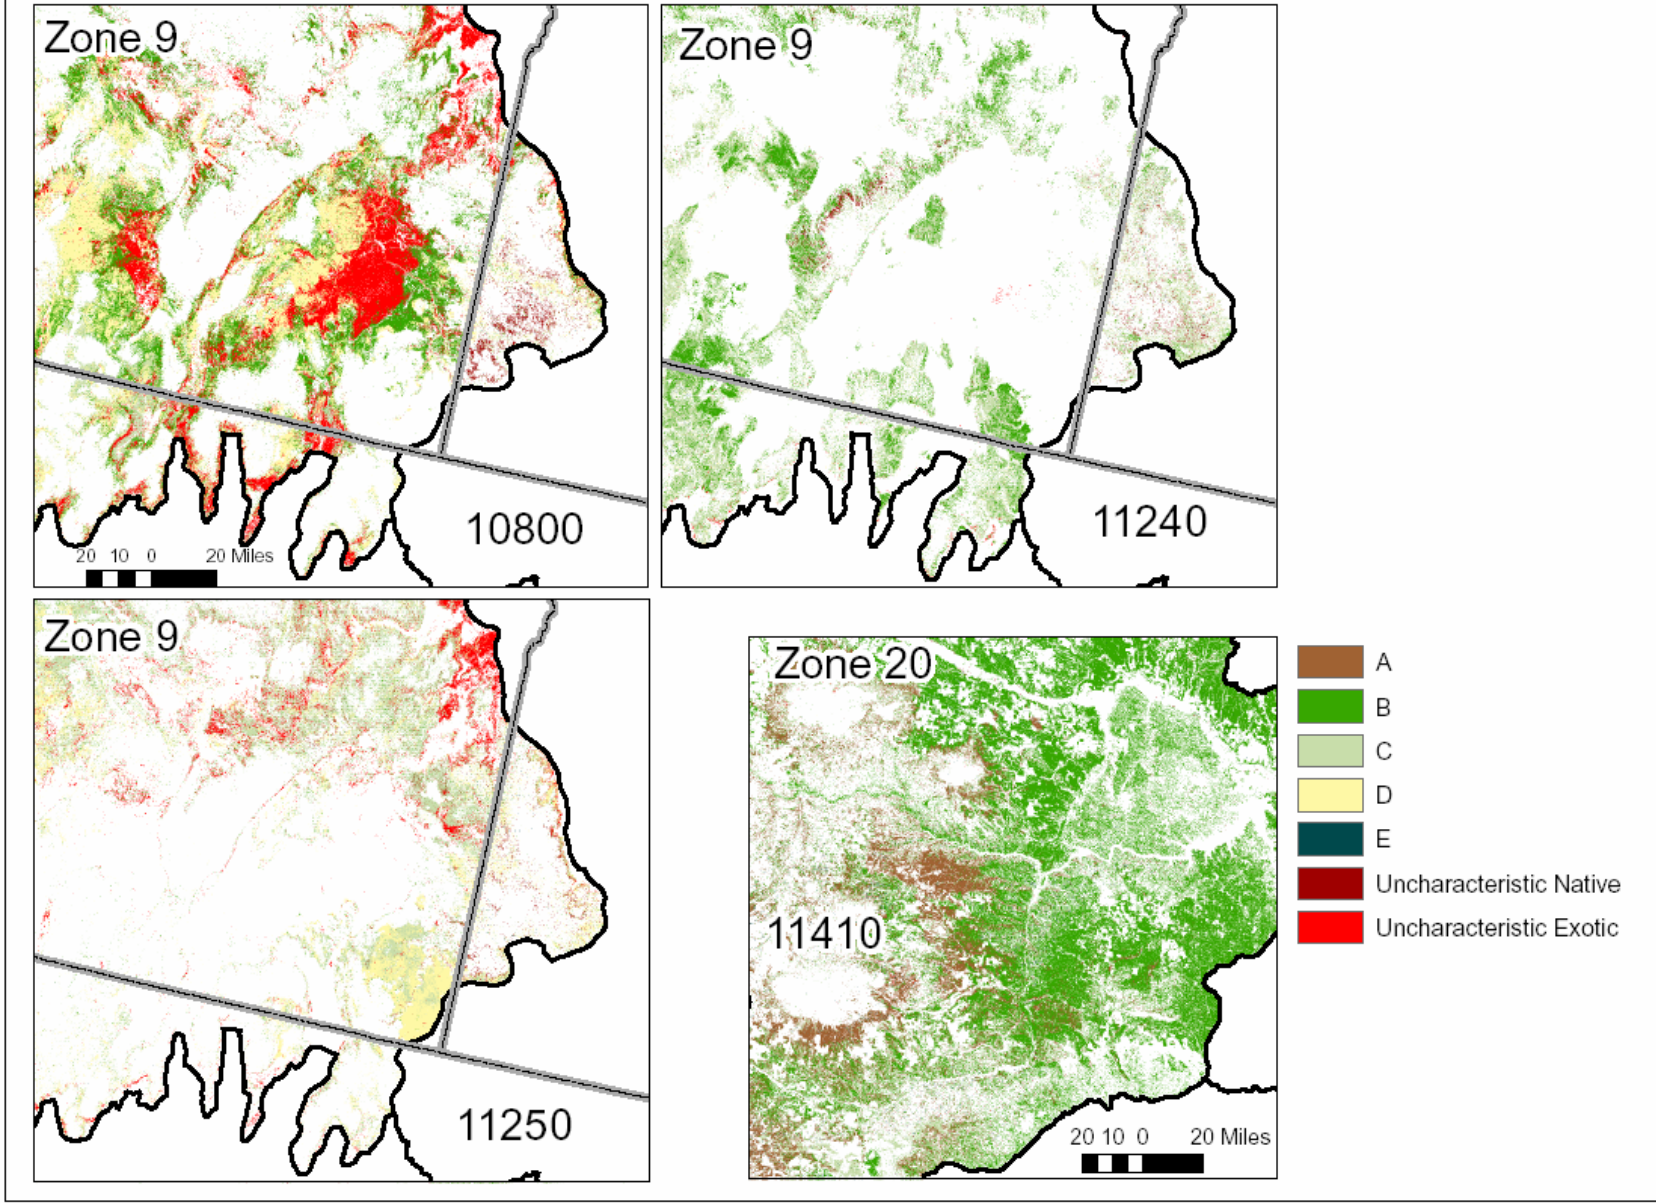 Zone 9
10800
20 10 0 20 Miles
Zone 9
11240
Zone 9
11250
Zone 20
11410
20 10 0 20 Miles
A
B
C
D
E
Uncharacteristic Native
Uncharacteristic Exotic